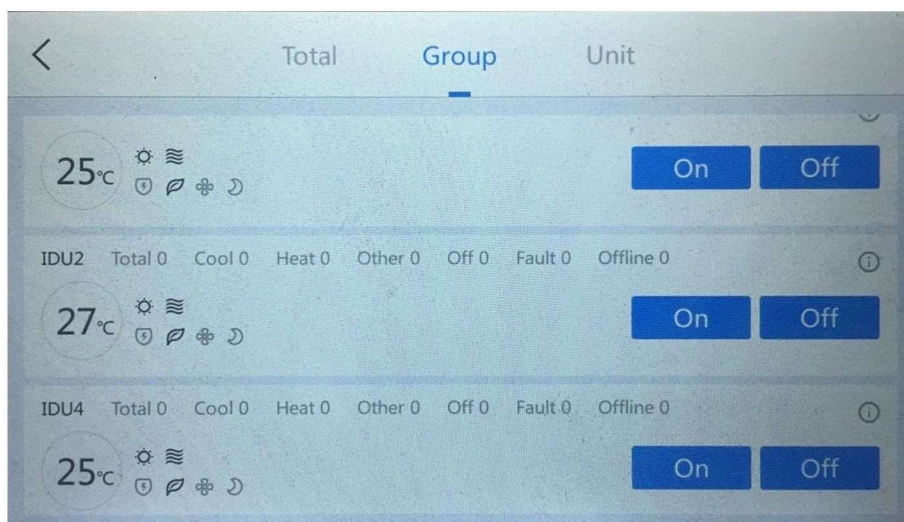 Total Group Unit
25°C On Off
IDU2 Total 0 Cool 0 Heat 0 Other 0 Off 0 Fault 0 Offline 0
27°C On Off
IDU4 Total 0 Cool 0 Heat 0 Other 0 Off 0 Fault 0 Offline 0
25°C On Off